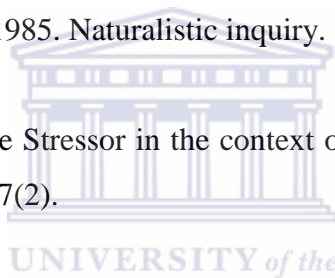 1985. Naturalistic inquiry.
e Stressor in the context o
7(2).
UNIVERSITY of the